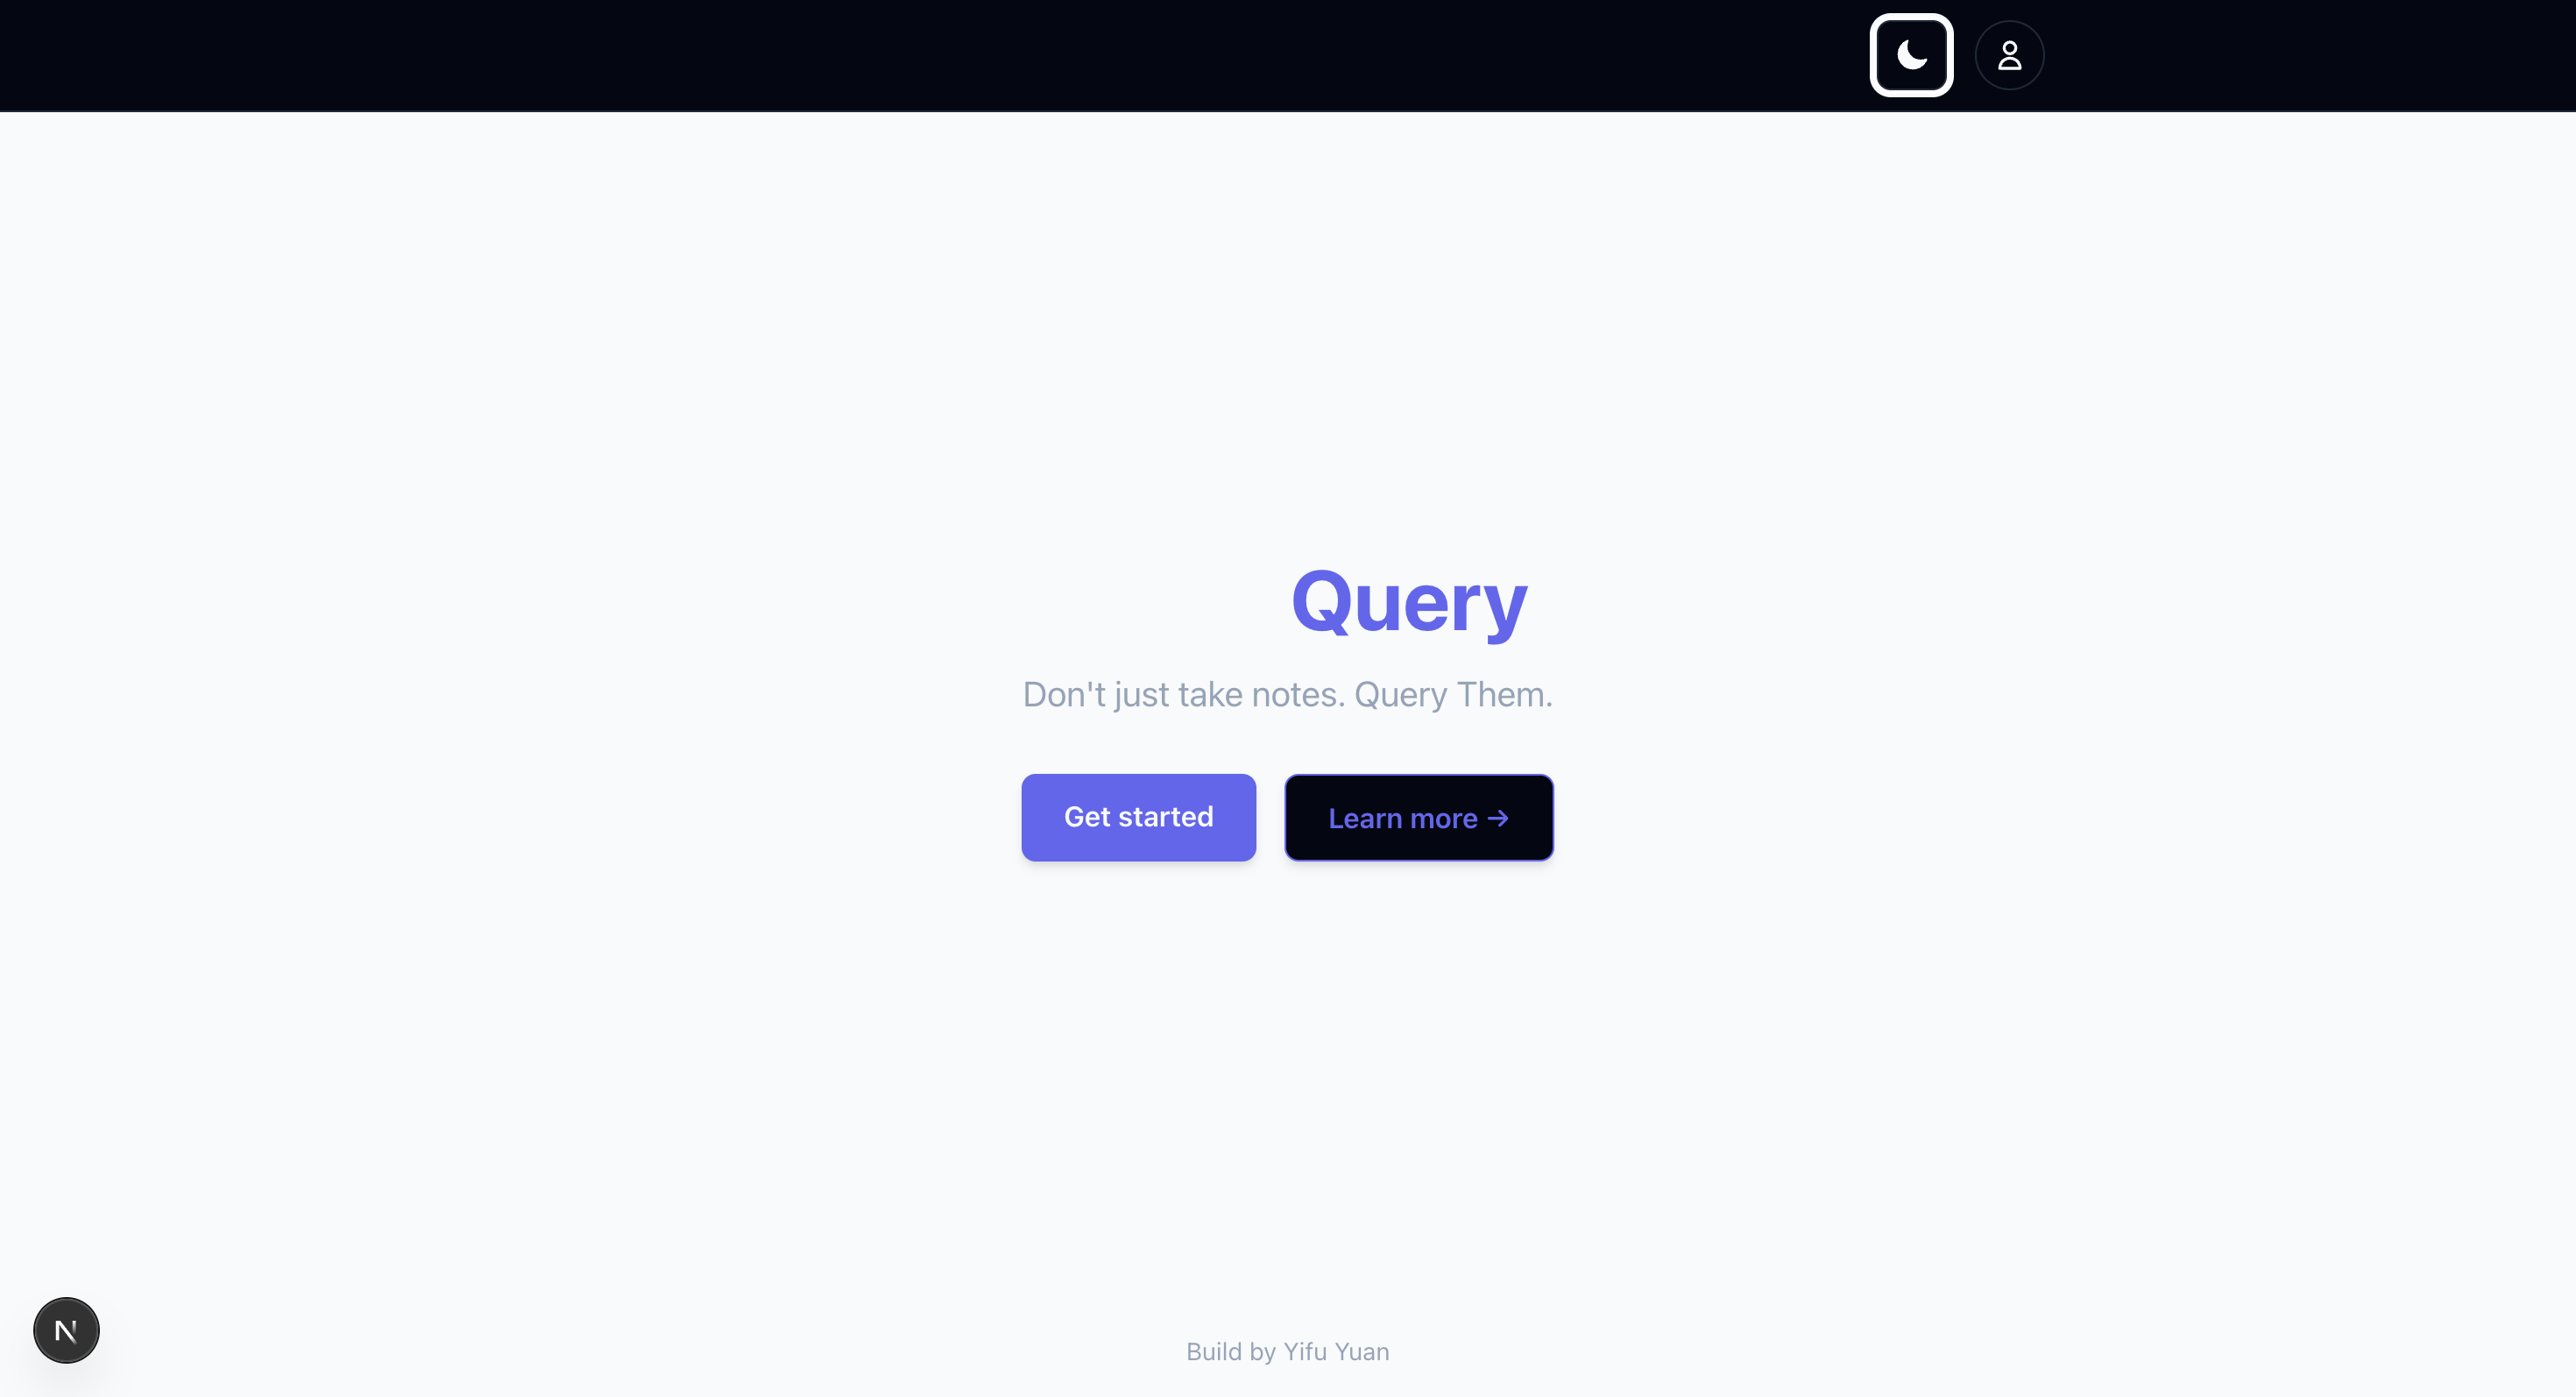 Query
Don't just take notes. Query Them.
Get started
Learn more →
N
Build by Yifu Yuan